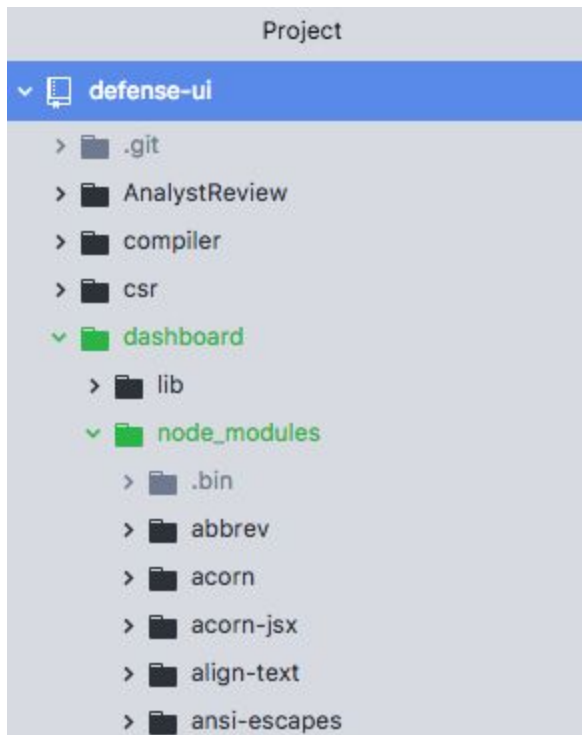 Project
defense-ui
.git
AnalystReview
compiler
csr
dashboard
lib
node_modules
.bin
abbrev
acorn
acorn-jsx
align-text
ansi-escapes